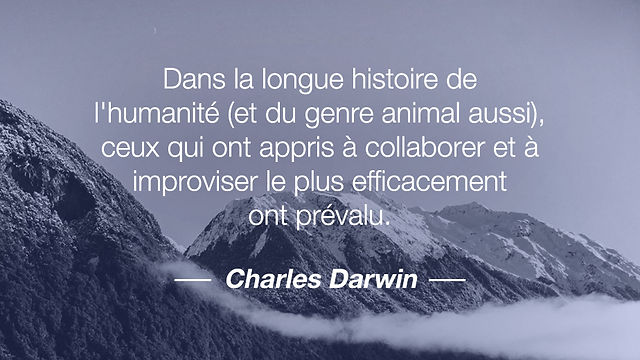 Dans la longue histoire de
l'humanité (et du genre animal aussi),
ceux qui ont appris à collaborer et à
improviser le plus efficacement
ont prévalu.
Charles Darwin